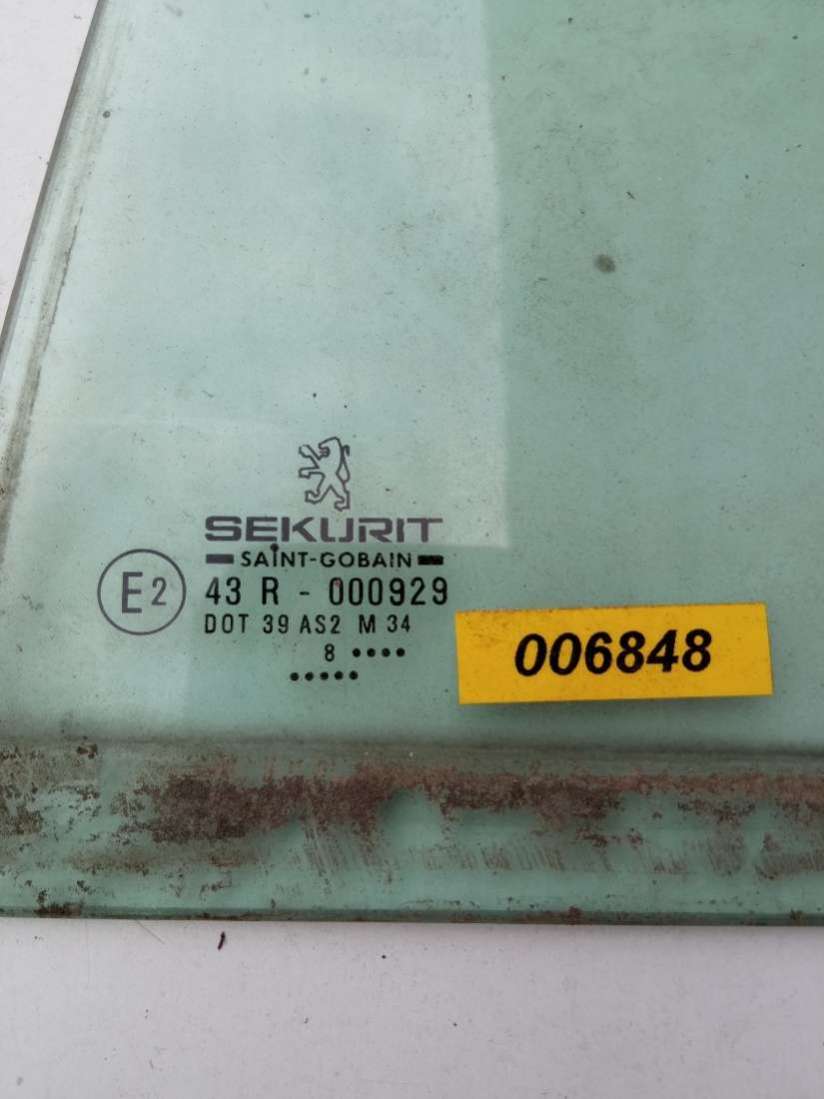 SEKURIT
SAINT-GOBAIN
E2 43 R - 000929
DOT 39 AS2 M 34
8 ••••
•••••
006848